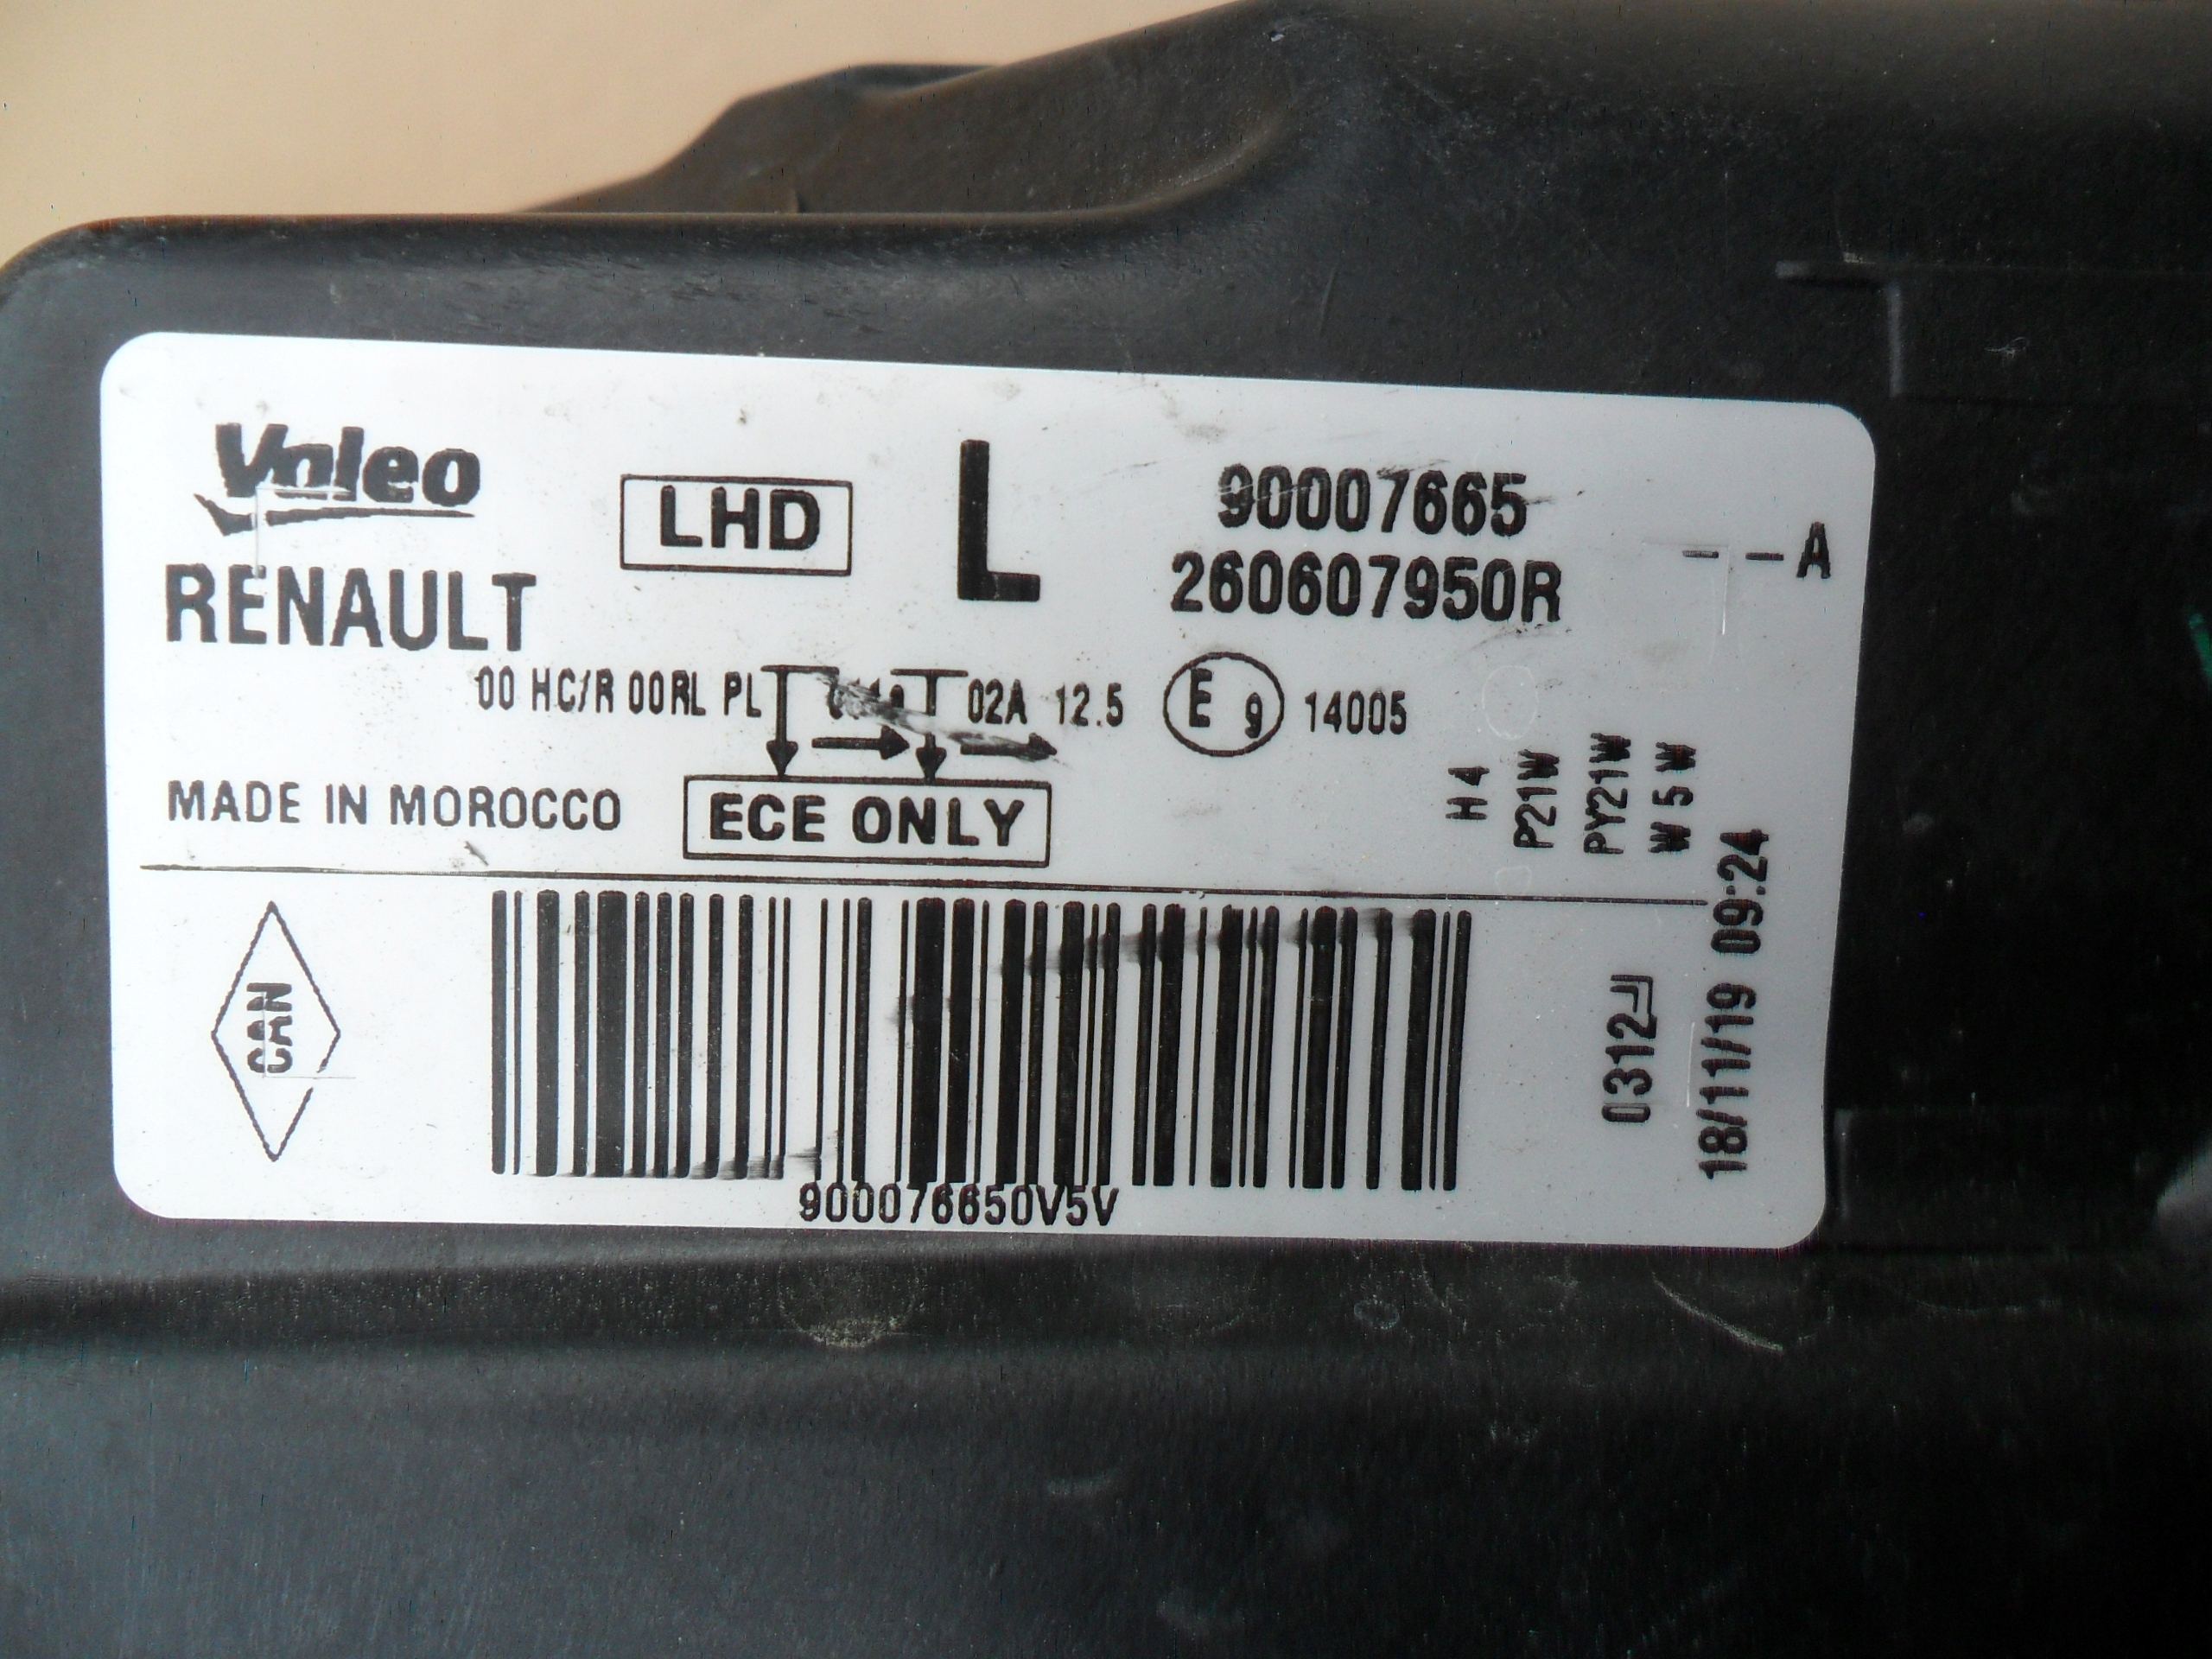 Valeo
RENAULT
LHD
L
90007665
260607950R
- -A
00 HC/R 00RL PL 02A 12.5 E 9 14005
MADE IN MOROCCO
ECE ONLY
H4
P21W
PY21W
W5W
CAN
900076650V5V
0312
18/11/19 09:24